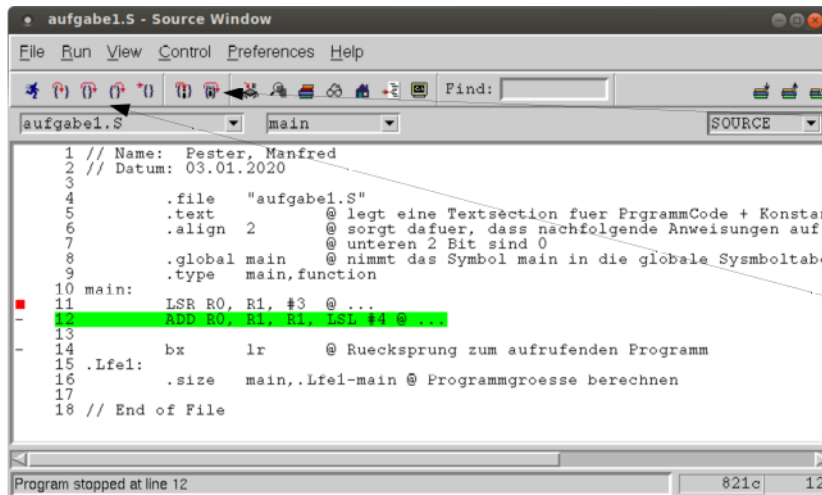 aufgabe1.S - Source Window
File Run View Control Preferences Help
Find:
aufgabe1.S main SOURCE
1 // Name: Pester, Manfred
2 // Datum: 03.01.2020
3
4 .file "aufgabe1.S"
5 .text @ legt eine Textsection fuer PrgrammCode + Konstan
6 .align 2 @ sorgt dafuer, dass nachfolgende Anweisungen auf
7 @ unteren 2 Bit sind 0
8 .global main @ nimmt das Symbol main in die globale Sysmboltabe
9 .type main,function
10 main:
11 LSR R0, R1, #3 @ ...
12 ADD R0, R1, R1, LSL #4 @ ...
13
14 bx lr @ Ruecksprung zum aufrufenden Programm
15 .Lfe1:
16 .size main,.Lfe1-main @ Programmgroesse berechnen
17
18 // End of File
Program stopped at line 12 821c 12